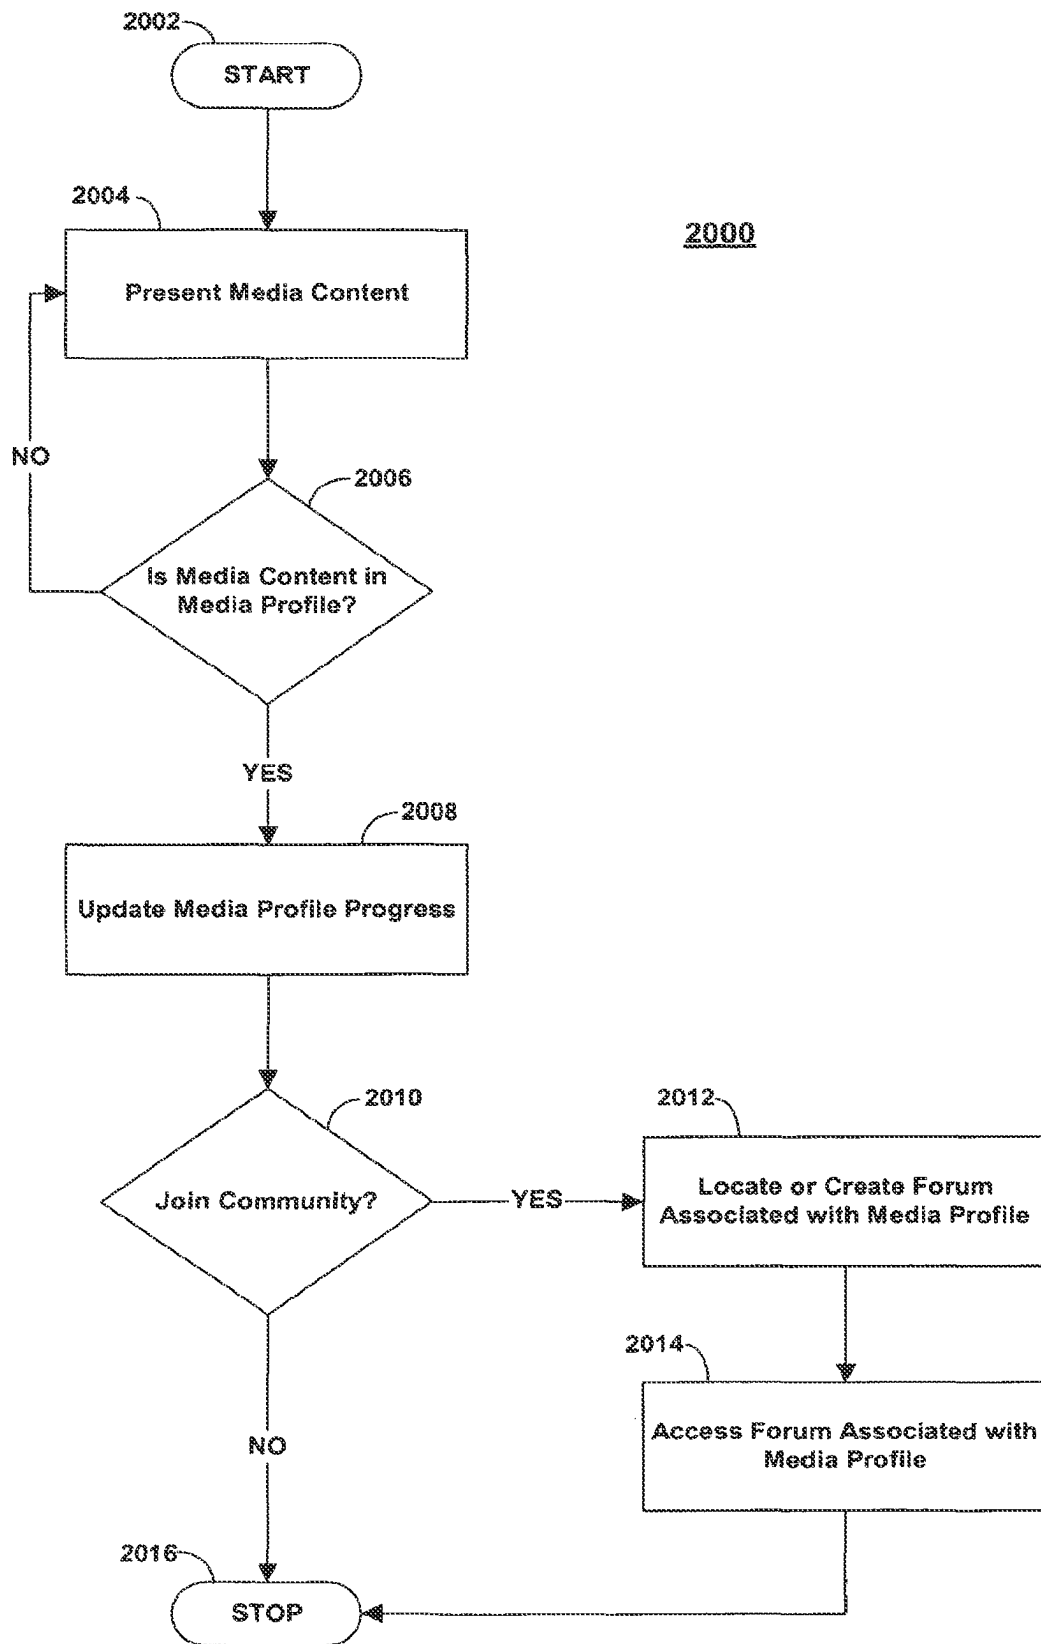 2002
START
2004
2000
Present Media Content
NO
2006
Is Media Content in
Media Profile?
YES
2008
Update Media Profile Progress
2010
Join Community?
YES
2012
Locate or Create Forum
Associated with Media Profile
2014
Access Forum Associated with
Media Profile
NO
2016
STOP